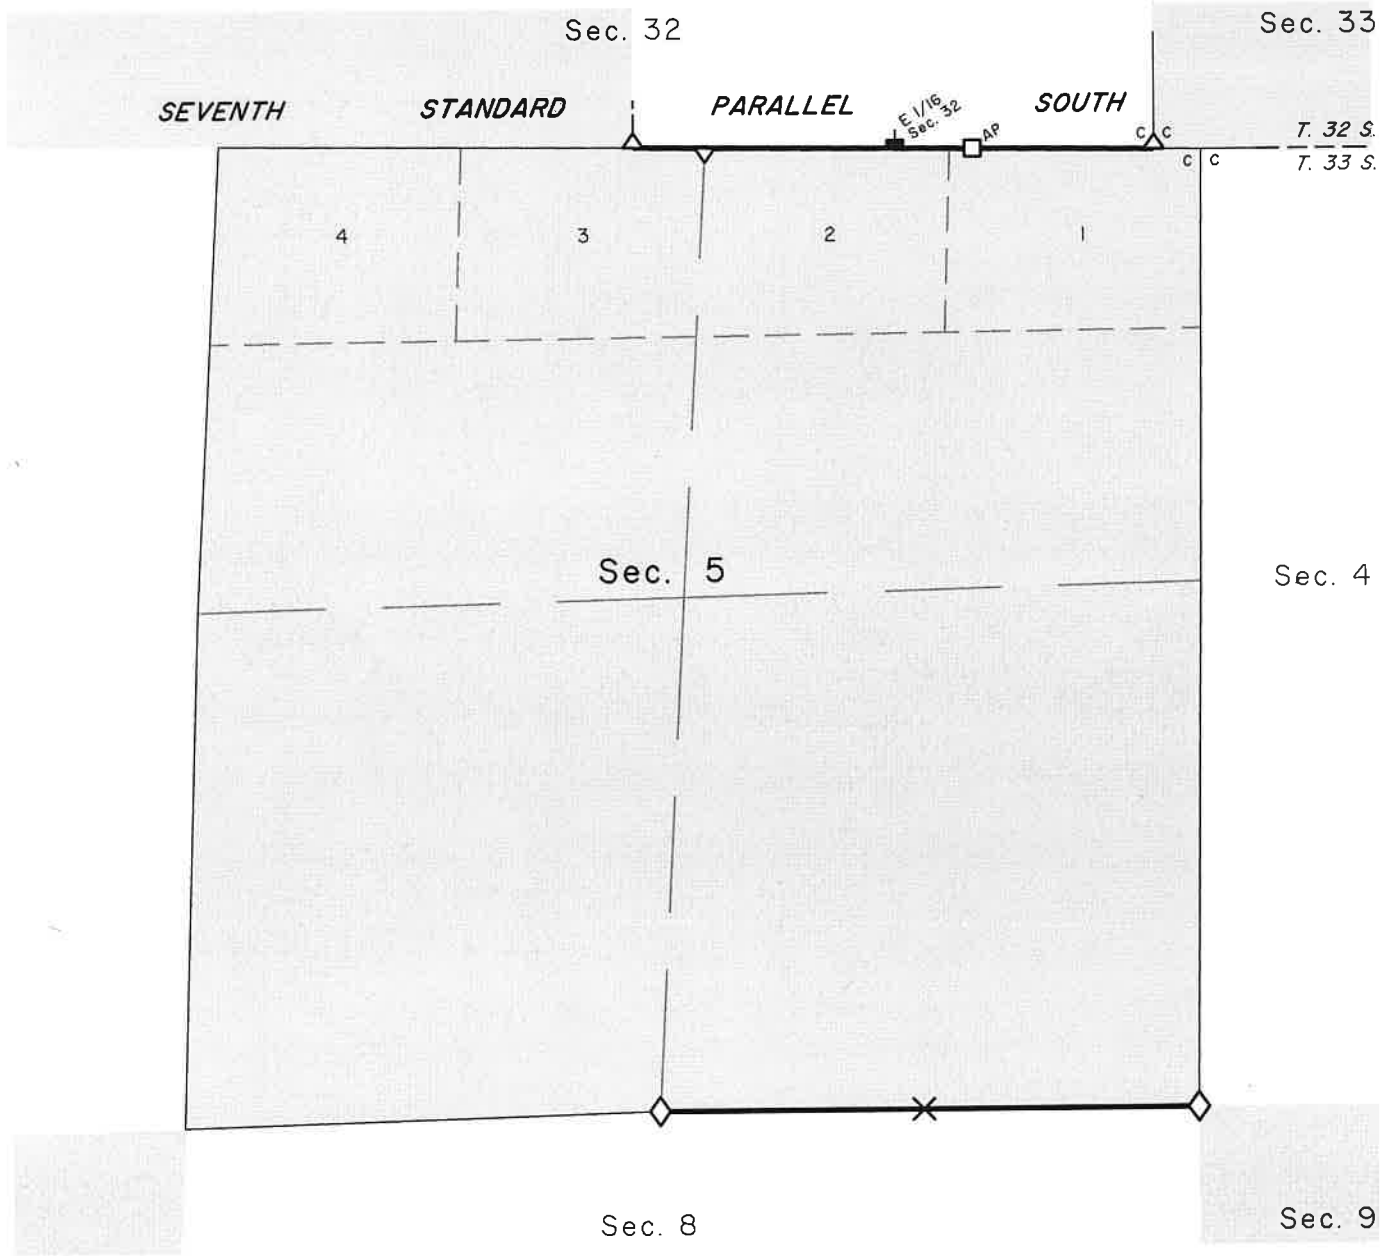 Sec. 32
Sec. 33
SEVENTH STANDARD PARALLEL SOUTH
E 1/16
Sec. 32
AP
C C
T. 32 S.
C C
T. 33 S.
4 3 2 1
Sec. 5
Sec. 4
Sec. 8
Sec. 9